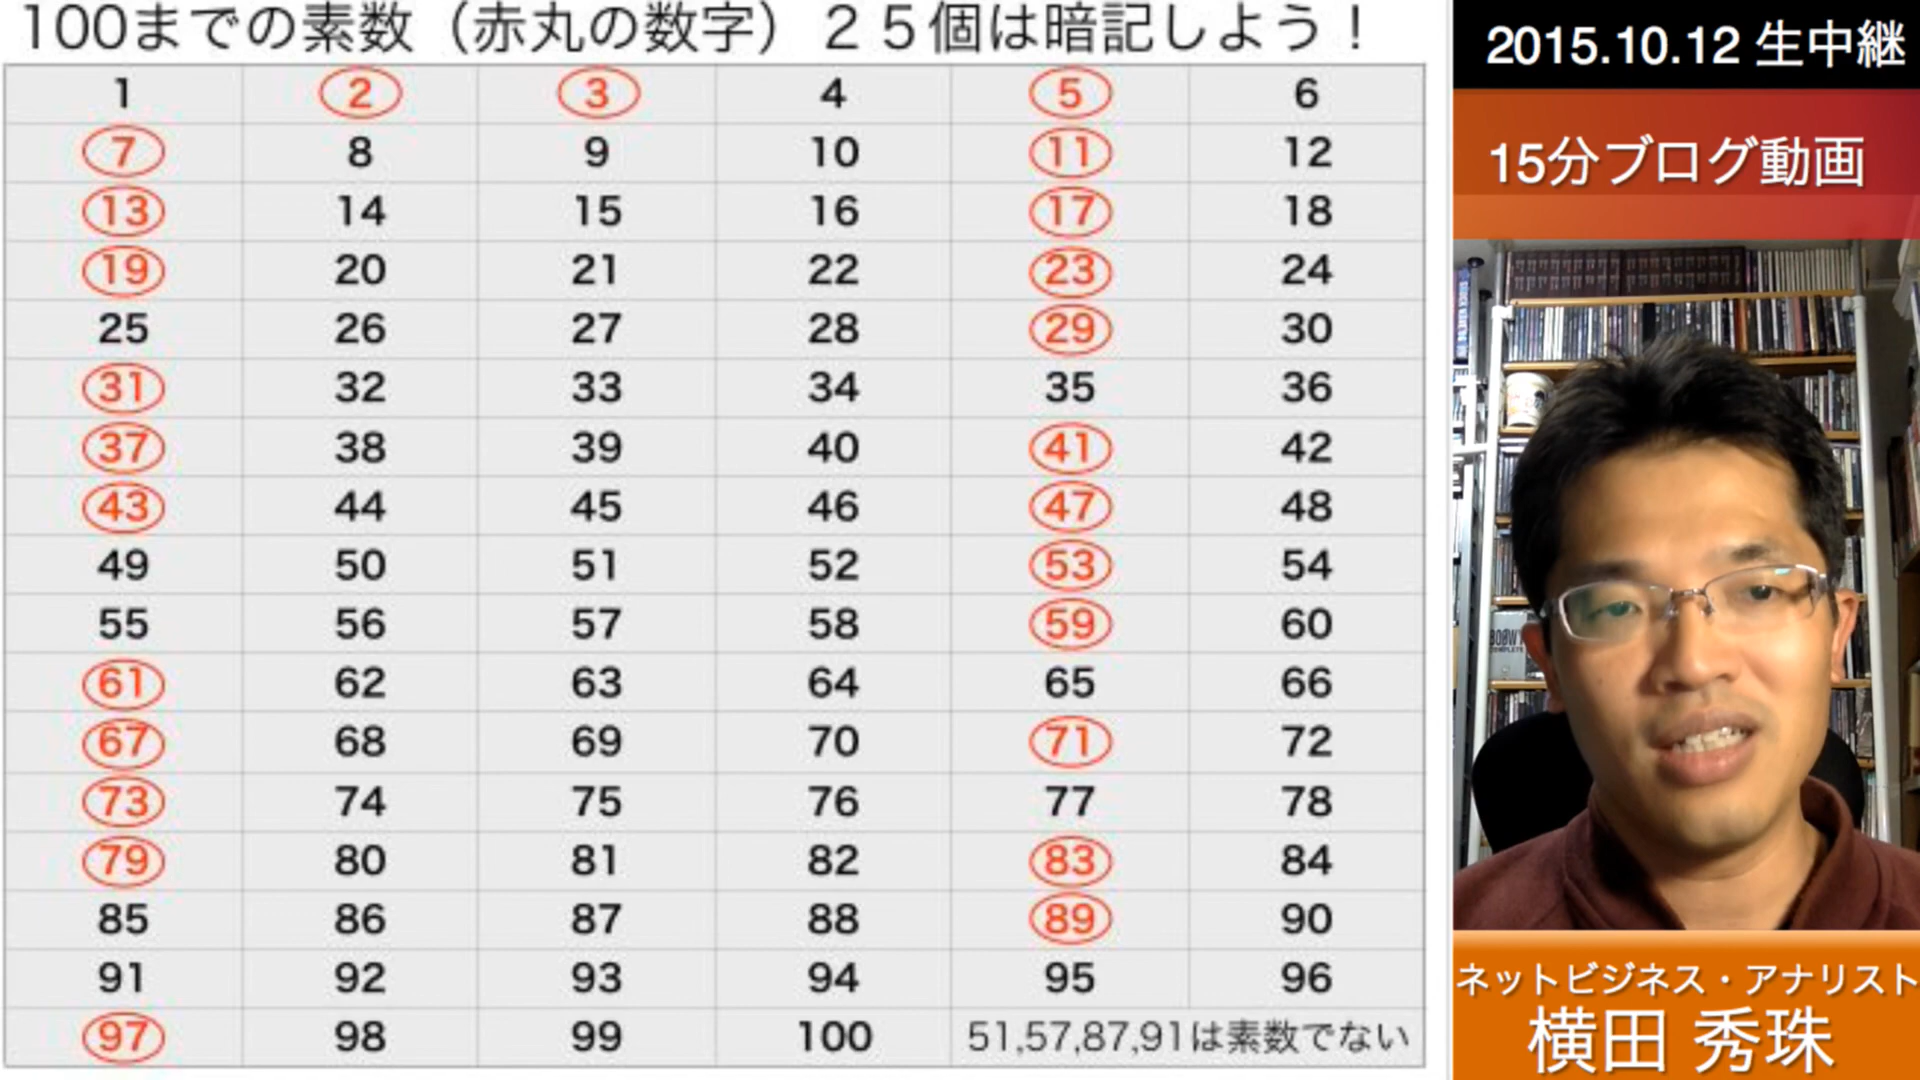 100までの素数（赤丸の数字）２５個は暗記しよう！
1 2 3 4 5 6
7 8 9 10 11 12
13 14 15 16 17 18
19 20 21 22 23 24
25 26 27 28 29 30
31 32 33 34 35 36
37 38 39 40 41 42
43 44 45 46 47 48
49 50 51 52 53 54
55 56 57 58 59 60
61 62 63 64 65 66
67 68 69 70 71 72
73 74 75 76 77 78
79 80 81 82 83 84
85 86 87 88 89 90
91 92 93 94 95 96
97 98 99 100 51,57,87,91は素数でない
2015.10.12 生中継
15分ブログ動画
ネットビジネス・アナリスト
横田 秀珠